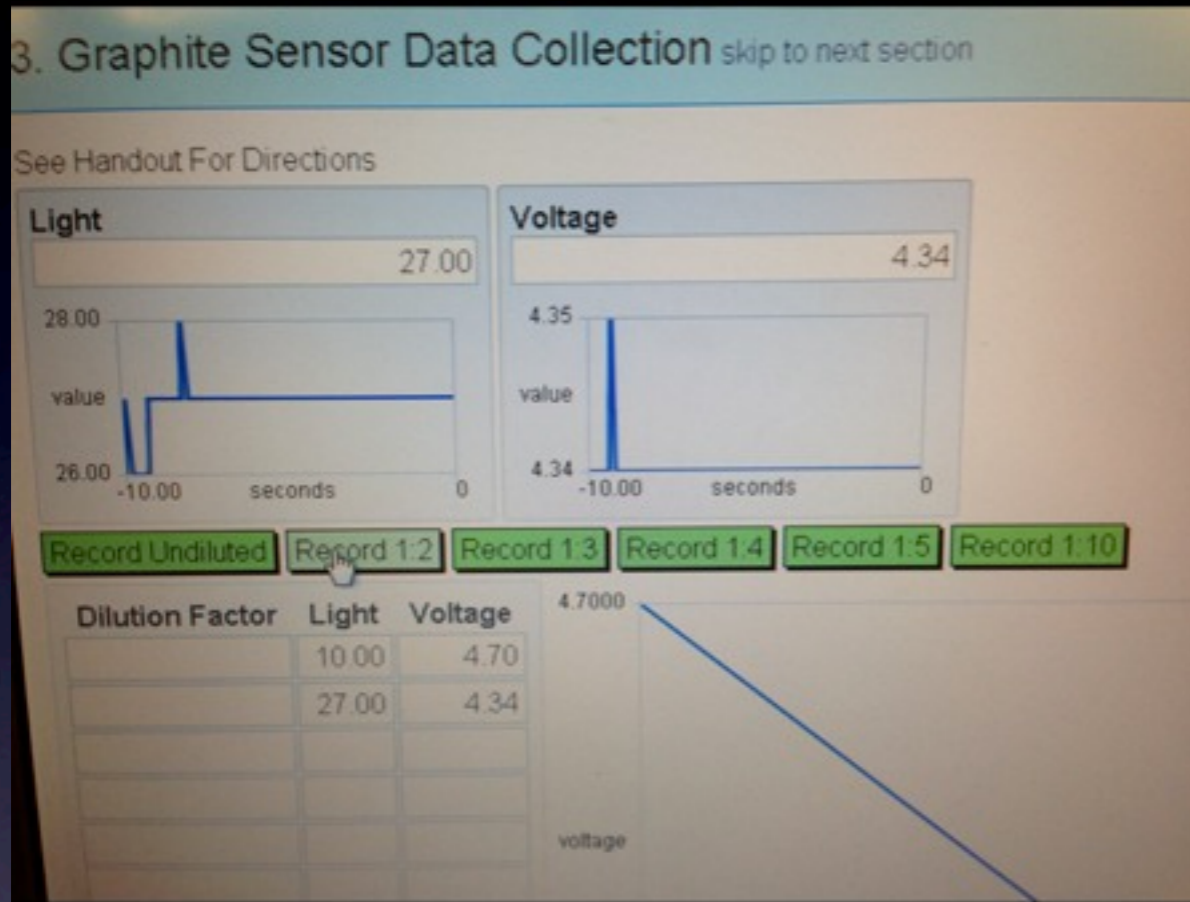 3. Graphite Sensor Data Collection skip to next section
See Handout For Directions
Light
27.00
28.00
value
26.00
-10.00 seconds 0
Voltage
4.34
4.35
value
4.34
-10.00 seconds 0
Record Undiluted Record 1:2 Record 1:3 Record 1:4 Record 1:5 Record 1:10
Dilution Factor Light Voltage
10.00 4.70
27.00 4.34
4.7000
voltage